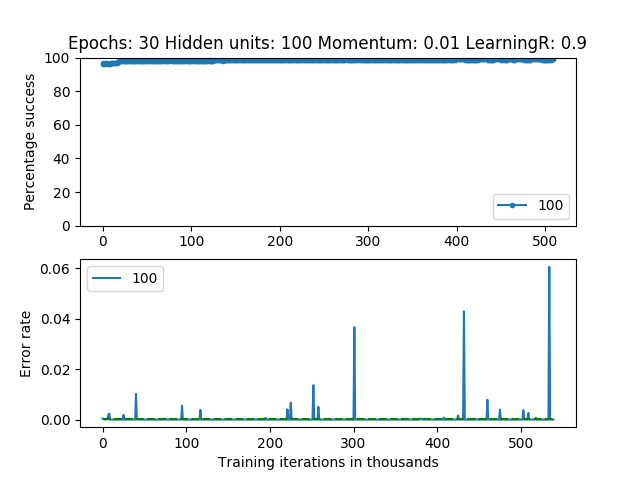 Epochs: 30 Hidden units: 100 Momentum: 0.01 LearningR: 0.9
100
80
60
40
20
0
Percentage success
100
0 100 200 300 400 500
0.06
0.04
0.02
0.00
Error rate
100
0 100 200 300 400 500
Training iterations in thousands